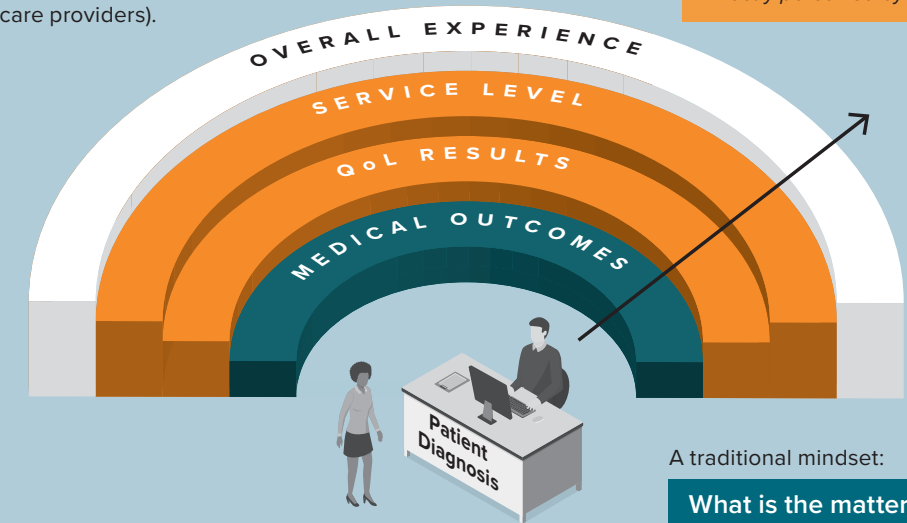 care providers).
OVERALL EXPERIENCE
SERVICE LEVEL
QoL RESULTS
MEDICAL OUTCOMES
Patient
Diagnosis
A traditional mindset:
What is the matter